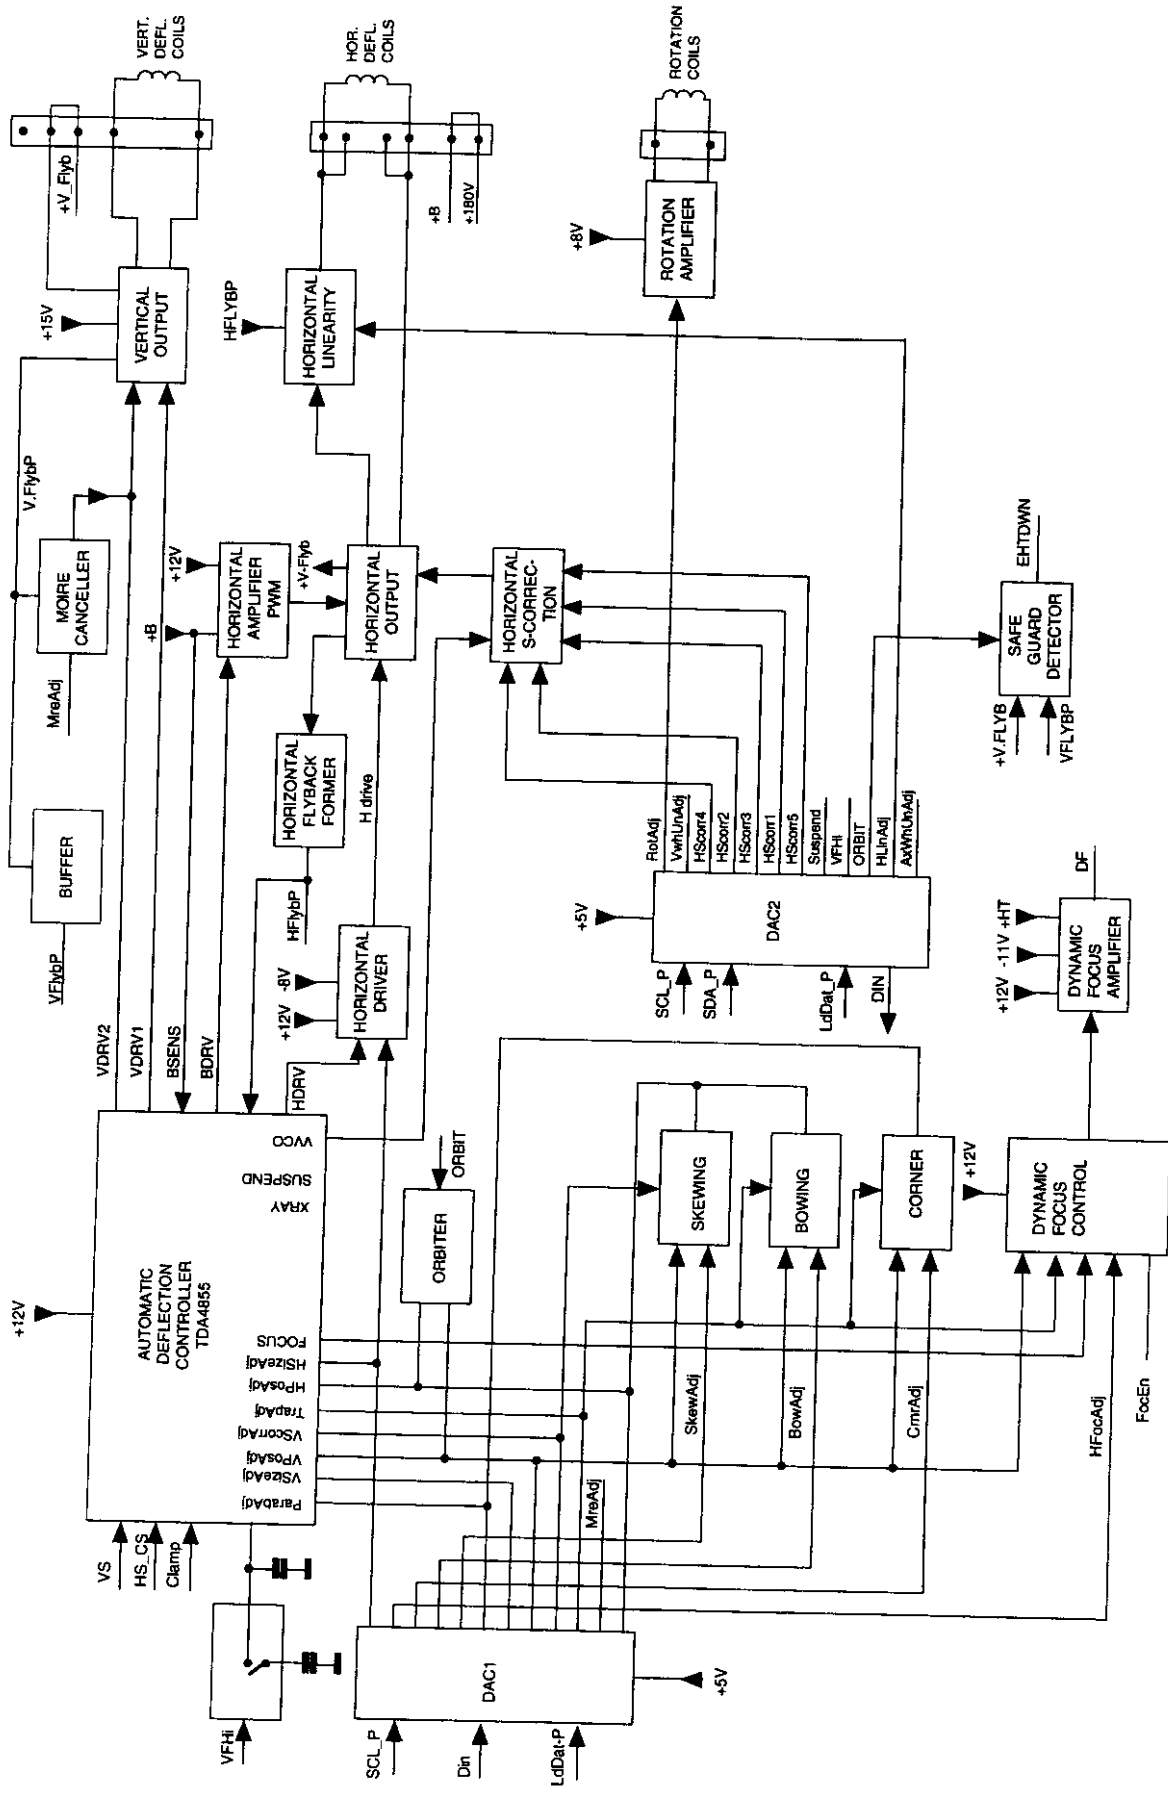 VERT.
DEFL.
COILS
HOR.
DEFL.
COILS
ROTATION
COILS
+V_Flyb
+B
+180V
+15V
VERTICAL
OUTPUT
HFLYBP
HORIZONTAL
LINEARITY
+8V
ROTATION
AMPLIFIER
V.FlybP
MOIRE
CANCELLER
MreAdj
BUFFER
VFlybP
+12V
+B
HORIZONTAL
AMPLIFIER
PWM
+V-Flyb
HORIZONTAL
OUTPUT
HORIZONTAL
S-CORREC-
TION
HORIZONTAL
FLYBACK
FORMER
H drive
HFlybP
+12V
-8V
HORIZONTAL
DRIVER
VDRV2
VDRV1
BSENS
BDRV
HDRV
+12V
AUTOMATIC
DEFLECTION
CONTROLLER
TDA4855
VVCO
SUSPEND
XRAY
FOCUS
HSizeAdj
HPosAdj
TrapAdj
VScorrAdj
VPosAdj
VSizeAdj
ParabAdj
VS
HS_CS
Clamp
VFHi
ORBITER
ORBIT
RotAdj
VwhUnAdj
HScorr4
HScorr2
HScorr3
HScorr1
HScorr5
Suspend
VFHi
ORBIT
HLinAdj
AxWhUnAdj
+5V
DAC2
SCL_P
SDA_P
LdDat_P
DIN
EHTDWN
SAFE
GUARD
DETECTOR
+V.FLYB
VFLYBP
SKEWING
BOWING
CORNER
SkewAdj
BowAdj
CrnrAdj
DF
+12V
-11V
+HT
DYNAMIC
FOCUS
AMPLIFIER
+12V
DYNAMIC
FOCUS
CONTROL
HFocAdj
FocEn
MreAdj
DAC1
+5V
SCL_P
Din
LdDat-P